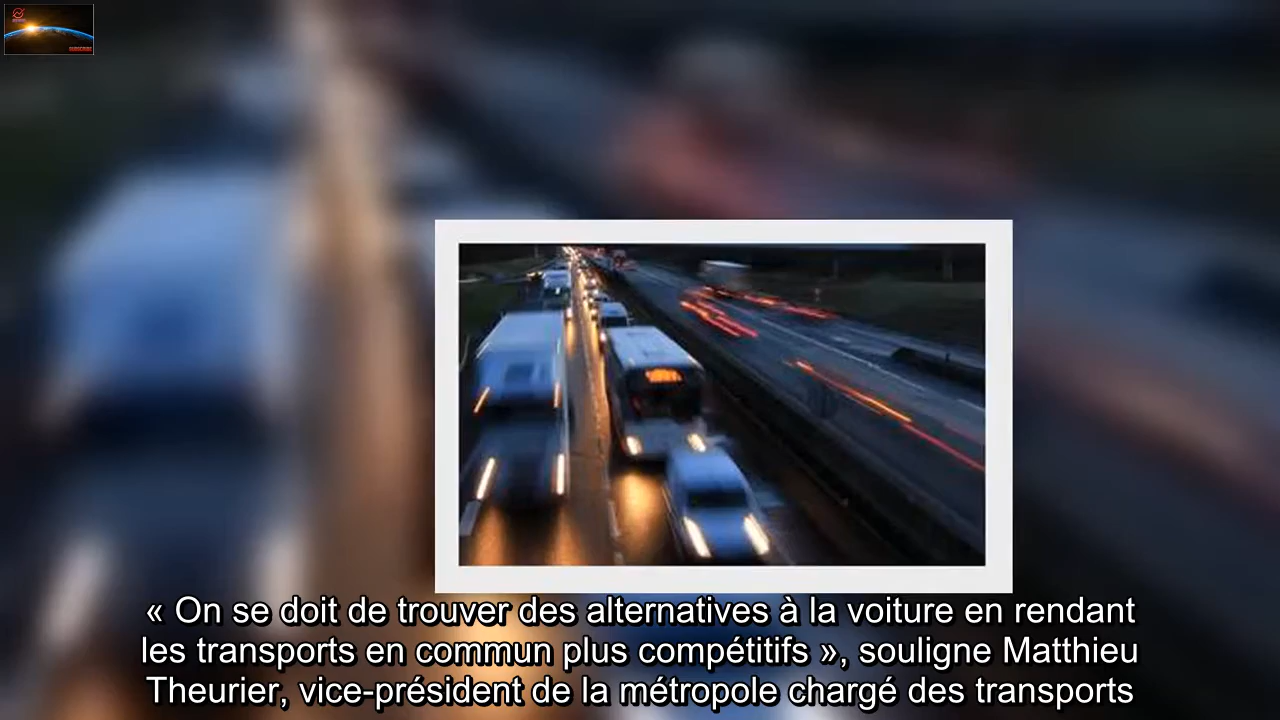 « On se doit de trouver des alternatives à la voiture en rendant
les transports en commun plus compétitifs », souligne Matthieu
Theurier, vice-président de la métropole chargé des transports